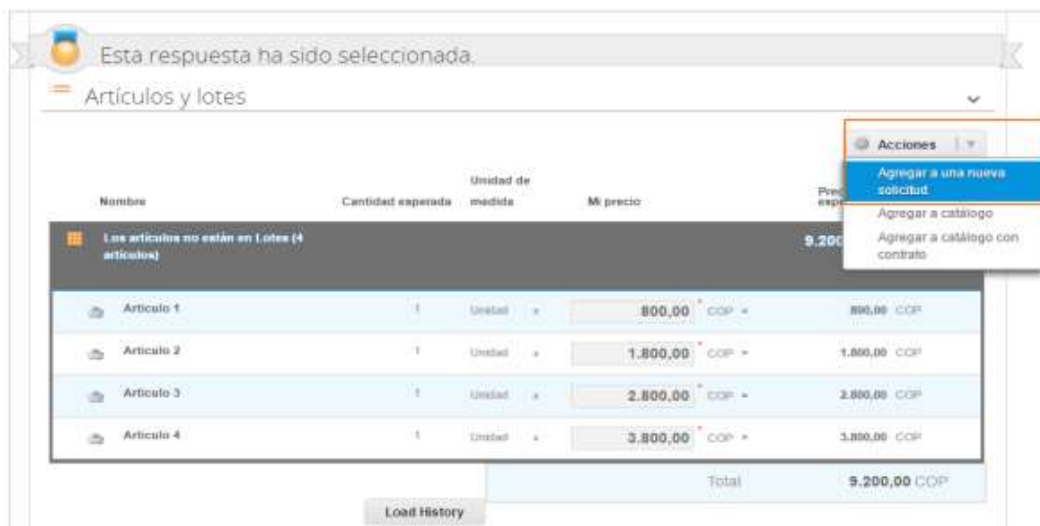 Esta respuesta ha sido seleccionada.
Artículos y lotes
Acciones
Agregar a una nueva
solicitud
Agregar a catálogo
Agregar a catálogo con
contrato
Nombre
Cantidad esperada
Unidad de
medida
Mi precio
Los artículos no están en Lotes (4
artículos)
9.200
Articulo 1 1 Unidad x 800,00 * COP = 800,00 COP
Articulo 2 1 Unidad x 1.800,00 * COP = 1.800,00 COP
Articulo 3 1 Unidad x 2.800,00 * COP = 2.800,00 COP
Articulo 4 1 Unidad x 3.800,00 * COP = 3.800,00 COP
Total 9.200,00 COP
Load History